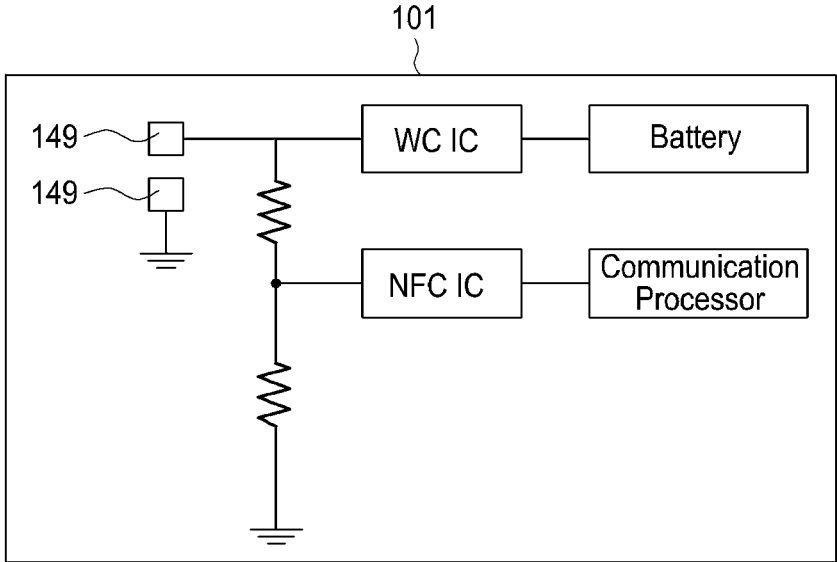 101
149
WC IC
Battery
149
NFC IC
Communication
Processor